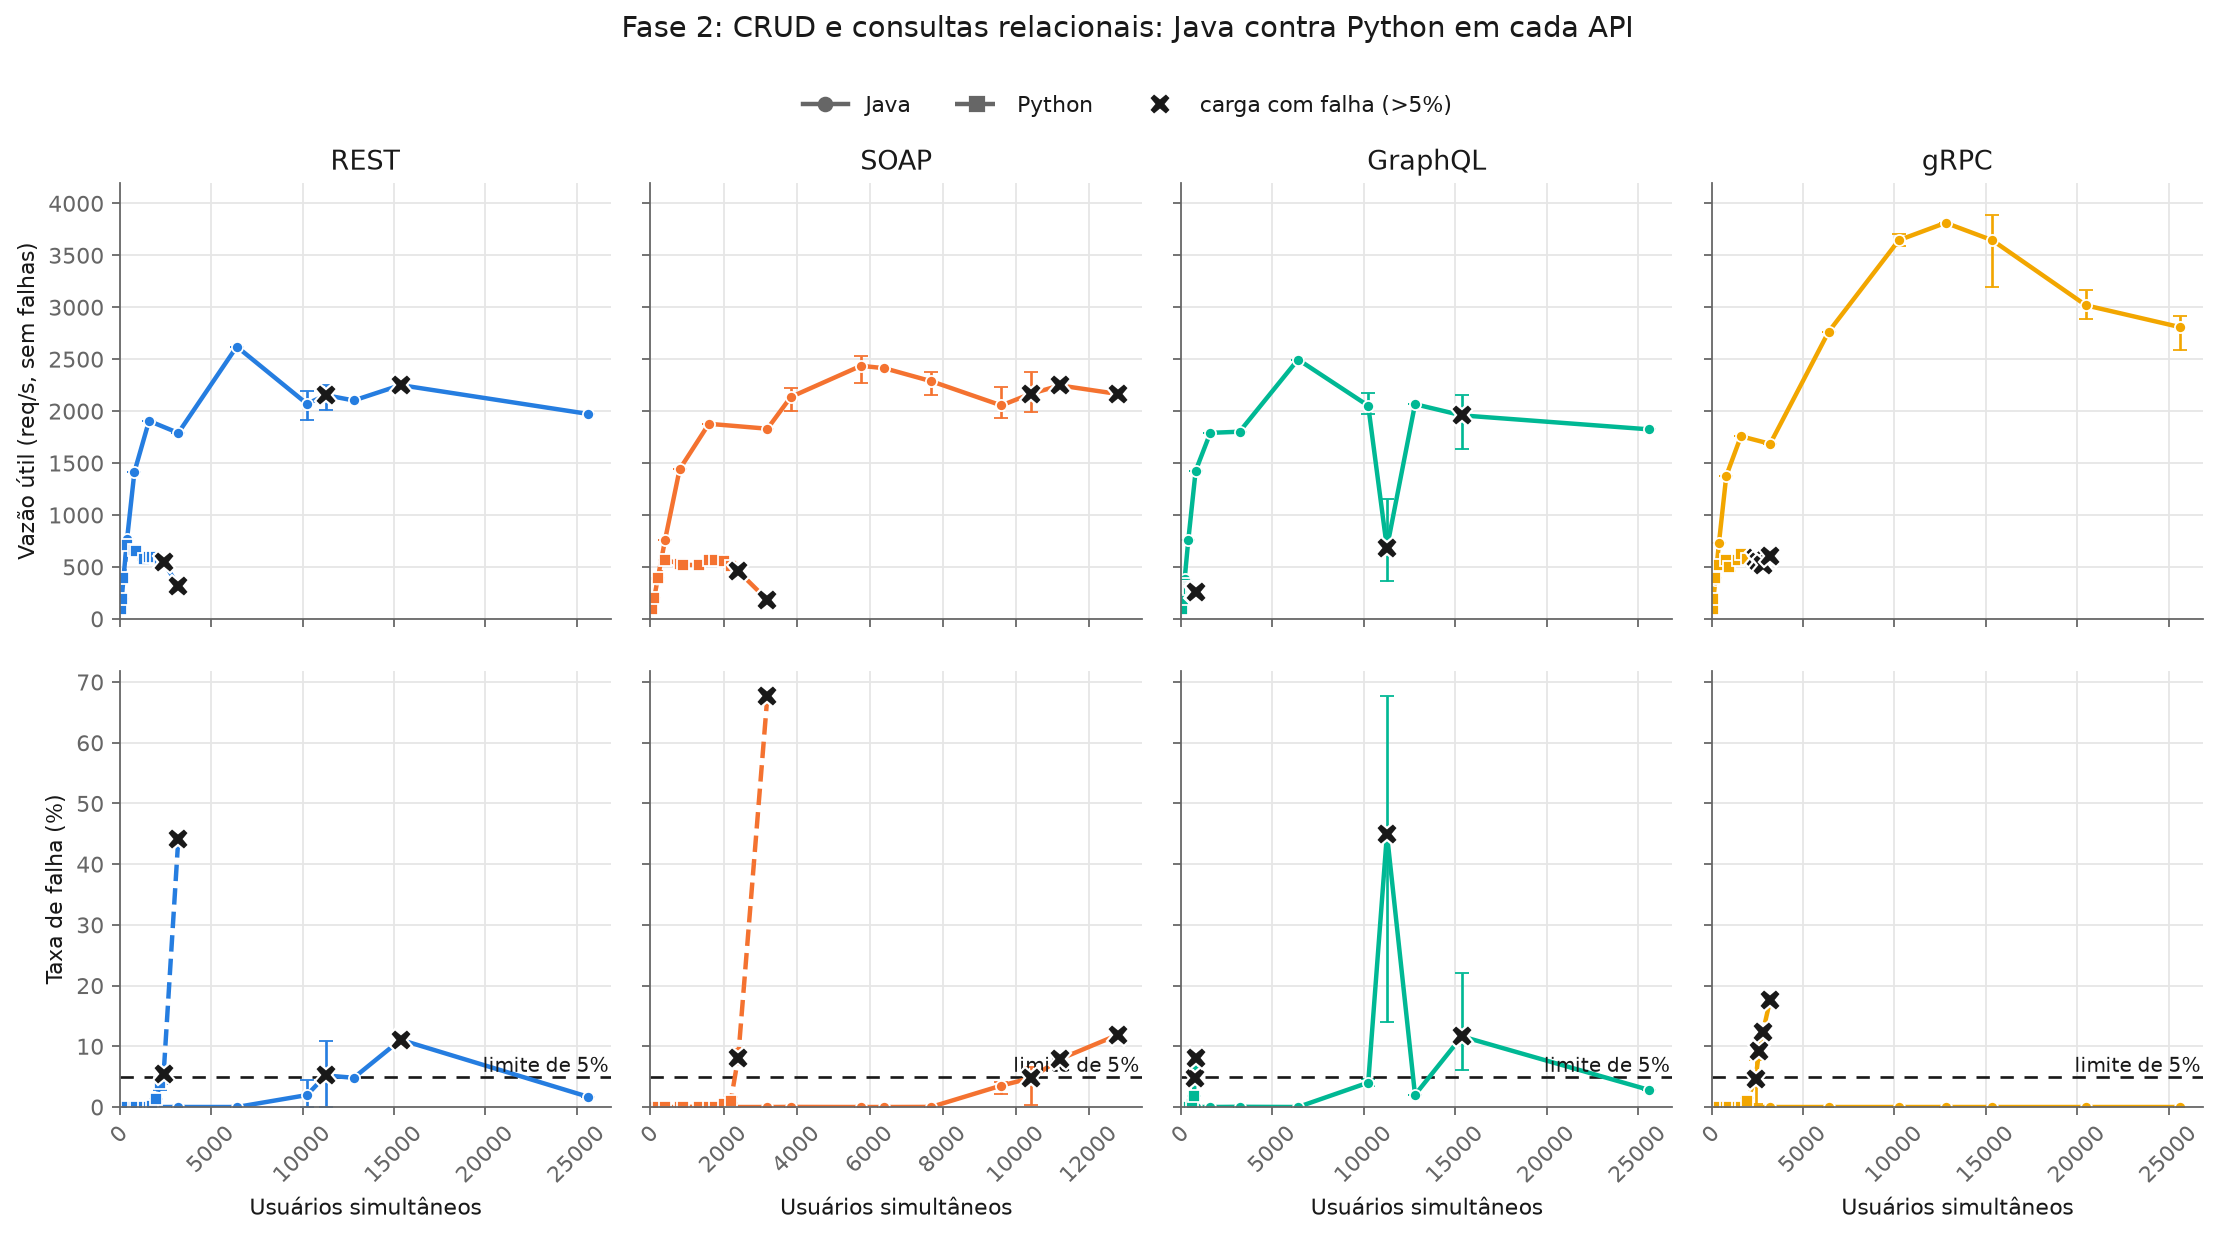 Fase 2: CRUD e consultas relacionais: Java contra Python em cada API
Java
Python
carga com falha (>5%)
REST
SOAP
GraphQL
gRPC
Vazão útil (req/s, sem falhas)
4000
3500
3000
2500
2000
1500
1000
500
0
Taxa de falha (%)
70
60
50
40
30
20
10
0
limite de 5%
limite de 5%
limite de 5%
limite de 5%
0
5000
10000
15000
20000
25000
0
2000
4000
6000
8000
10000
12000
0
5000
10000
15000
20000
25000
0
5000
10000
15000
20000
25000
Usuários simultâneos
Usuários simultâneos
Usuários simultâneos
Usuários simultâneos